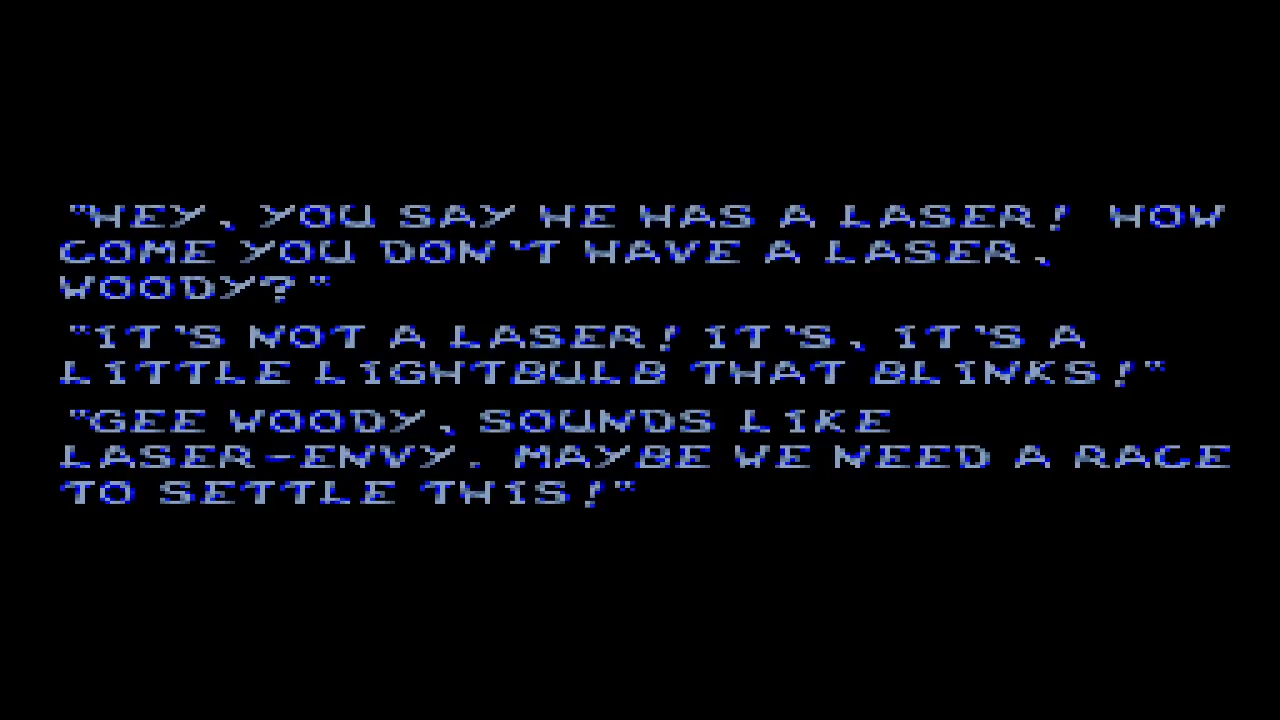 "HEY, YOU SAY HE HAS A LASER! HOW
COME YOU DON'T HAVE A LASER,
WOODY?"
"IT'S NOT A LASER! IT'S, IT'S A
LITTLE LIGHTBULB THAT BLINKS!"
"GEE WOODY, SOUNDS LIKE
LASER-ENVY. MAYBE WE NEED A RACE
TO SETTLE THIS!"